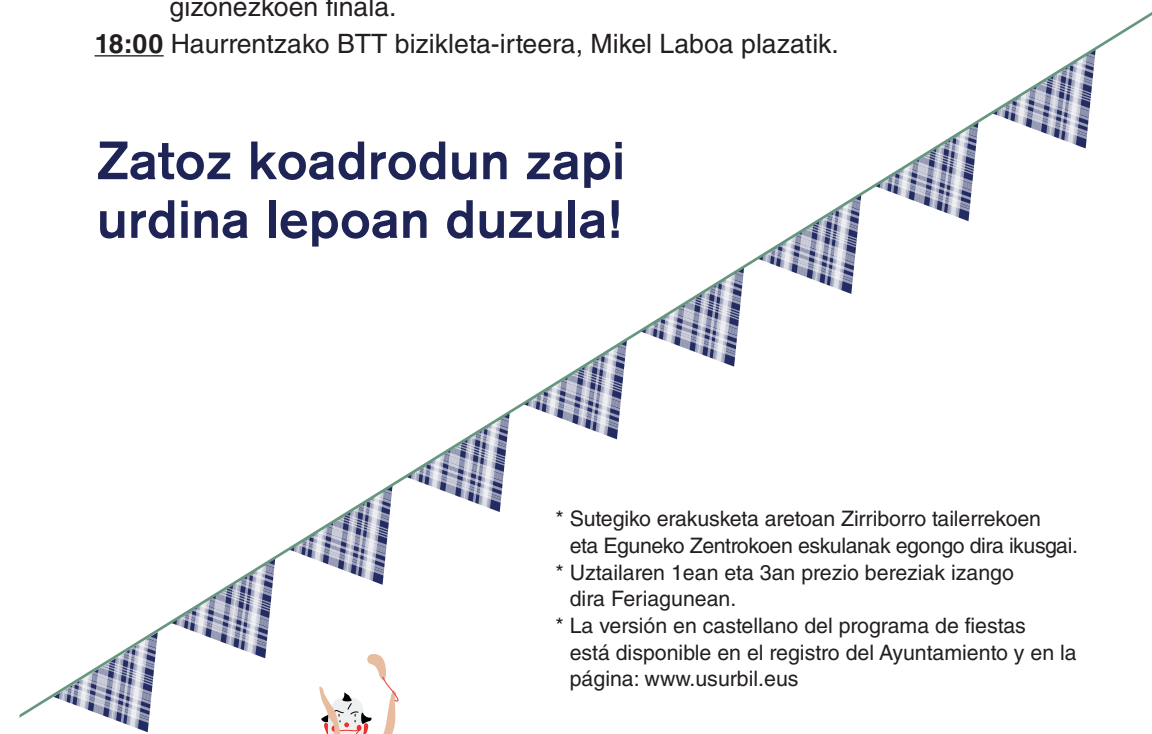 gizonezkoen finala.
18:00 Haurrentzako BTT bizikleta-irteera, Mikel Laboa plazatik.
Zatoz koadrodun zapi
urdina lepoan duzula!
* Sutegiko erakusketa aretoan Zirriborro tailerrekoen
eta Eguneko Zentrokoen eskulanak egongo dira ikusgai.
* Uztailaren 1ean eta 3an prezio bereziak izango
dira Feriagunean.
* La versión en castellano del programa de fiestas
está disponible en el registro del Ayuntamiento y en la
página: www.usurbil.eus